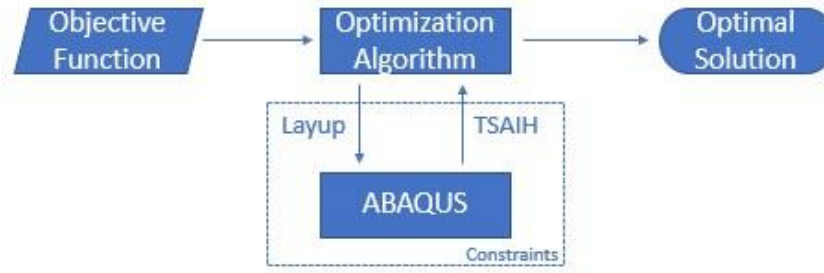 Objective
Function
Optimization
Algorithm
Optimal
Solution
Layup
TSAIH
ABAQUS
Constraints